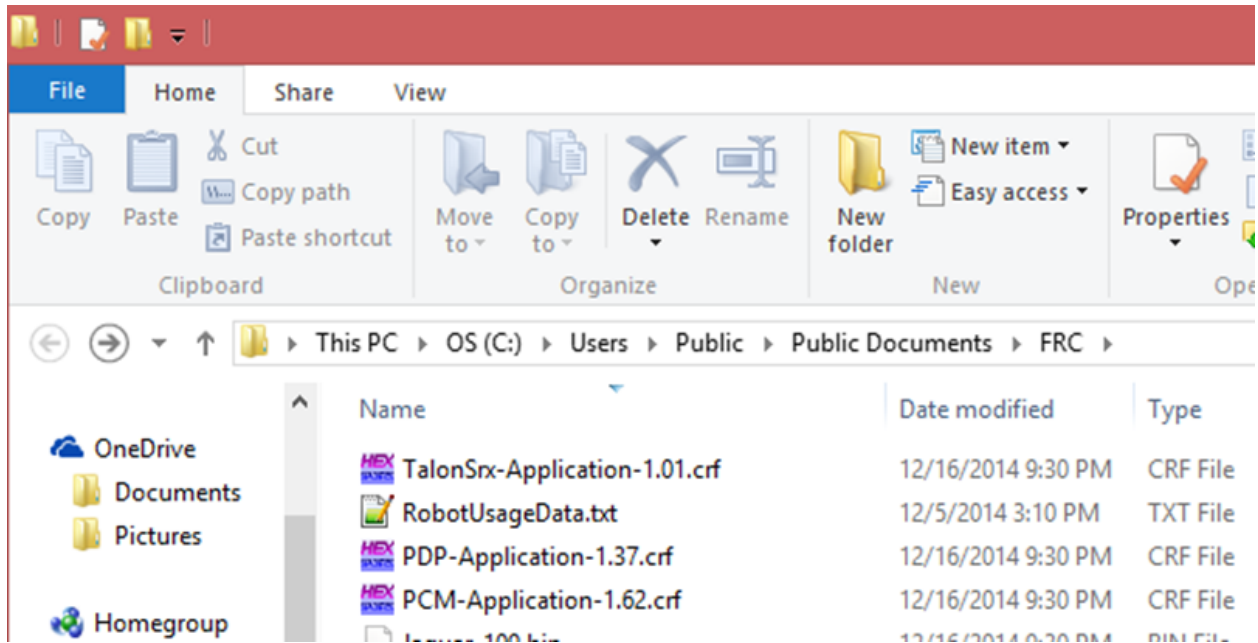 File Home Share View
Cut
Copy path
Paste shortcut
Copy Paste
Move to
Copy to
Delete Rename
New folder
New item
Easy access
Properties
Clipboard Organize New
This PC OS (C:) Users Public Public Documents FRC
Name Date modified Type
OneDrive
Documents
Pictures
Homegroup
TalonSrx-Application-1.01.crf 12/16/2014 9:30 PM CRF File
RobotUsageData.txt 12/5/2014 3:10 PM TXT File
PDP-Application-1.37.crf 12/16/2014 9:30 PM CRF File
PCM-Application-1.62.crf 12/16/2014 9:30 PM CRF File